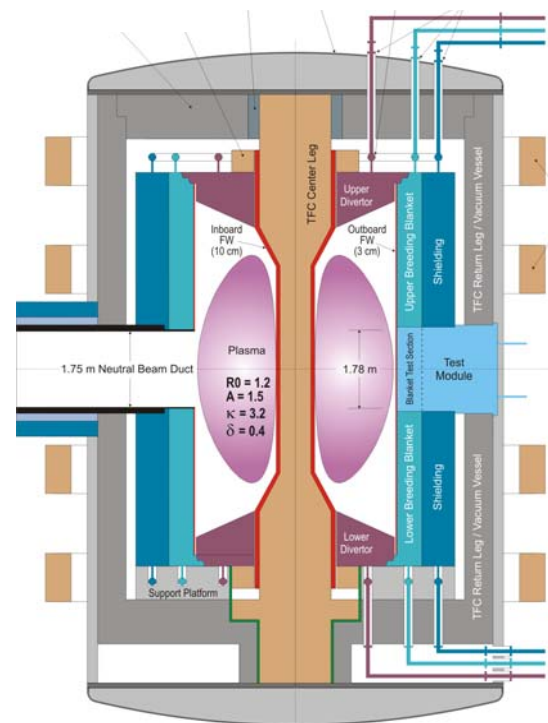 TFC Center Leg
Upper
Divertor
Inboard
FW
(10 cm)
Outboard
FW
(3 cm)
Upper Breeding Blanket
Shielding
TFC Return Leg / Vacuum Vessel
1.75 m Neutral Beam Duct
Plasma
R0 = 1.2
A = 1.5
κ = 3.2
δ = 0.4
1.78 m
Blanket Test Section
Test
Module
Lower Breeding Blanket
Shielding
TFC Return Leg / Vacuum Vessel
Lower
Divertor
Support Platform